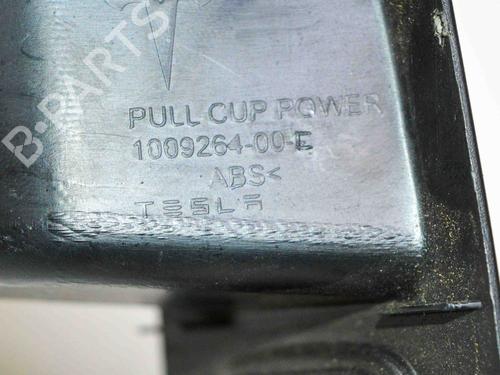 B-PARTS
PULL CUP POWER
1009264-00-E
ABS<
TESLA